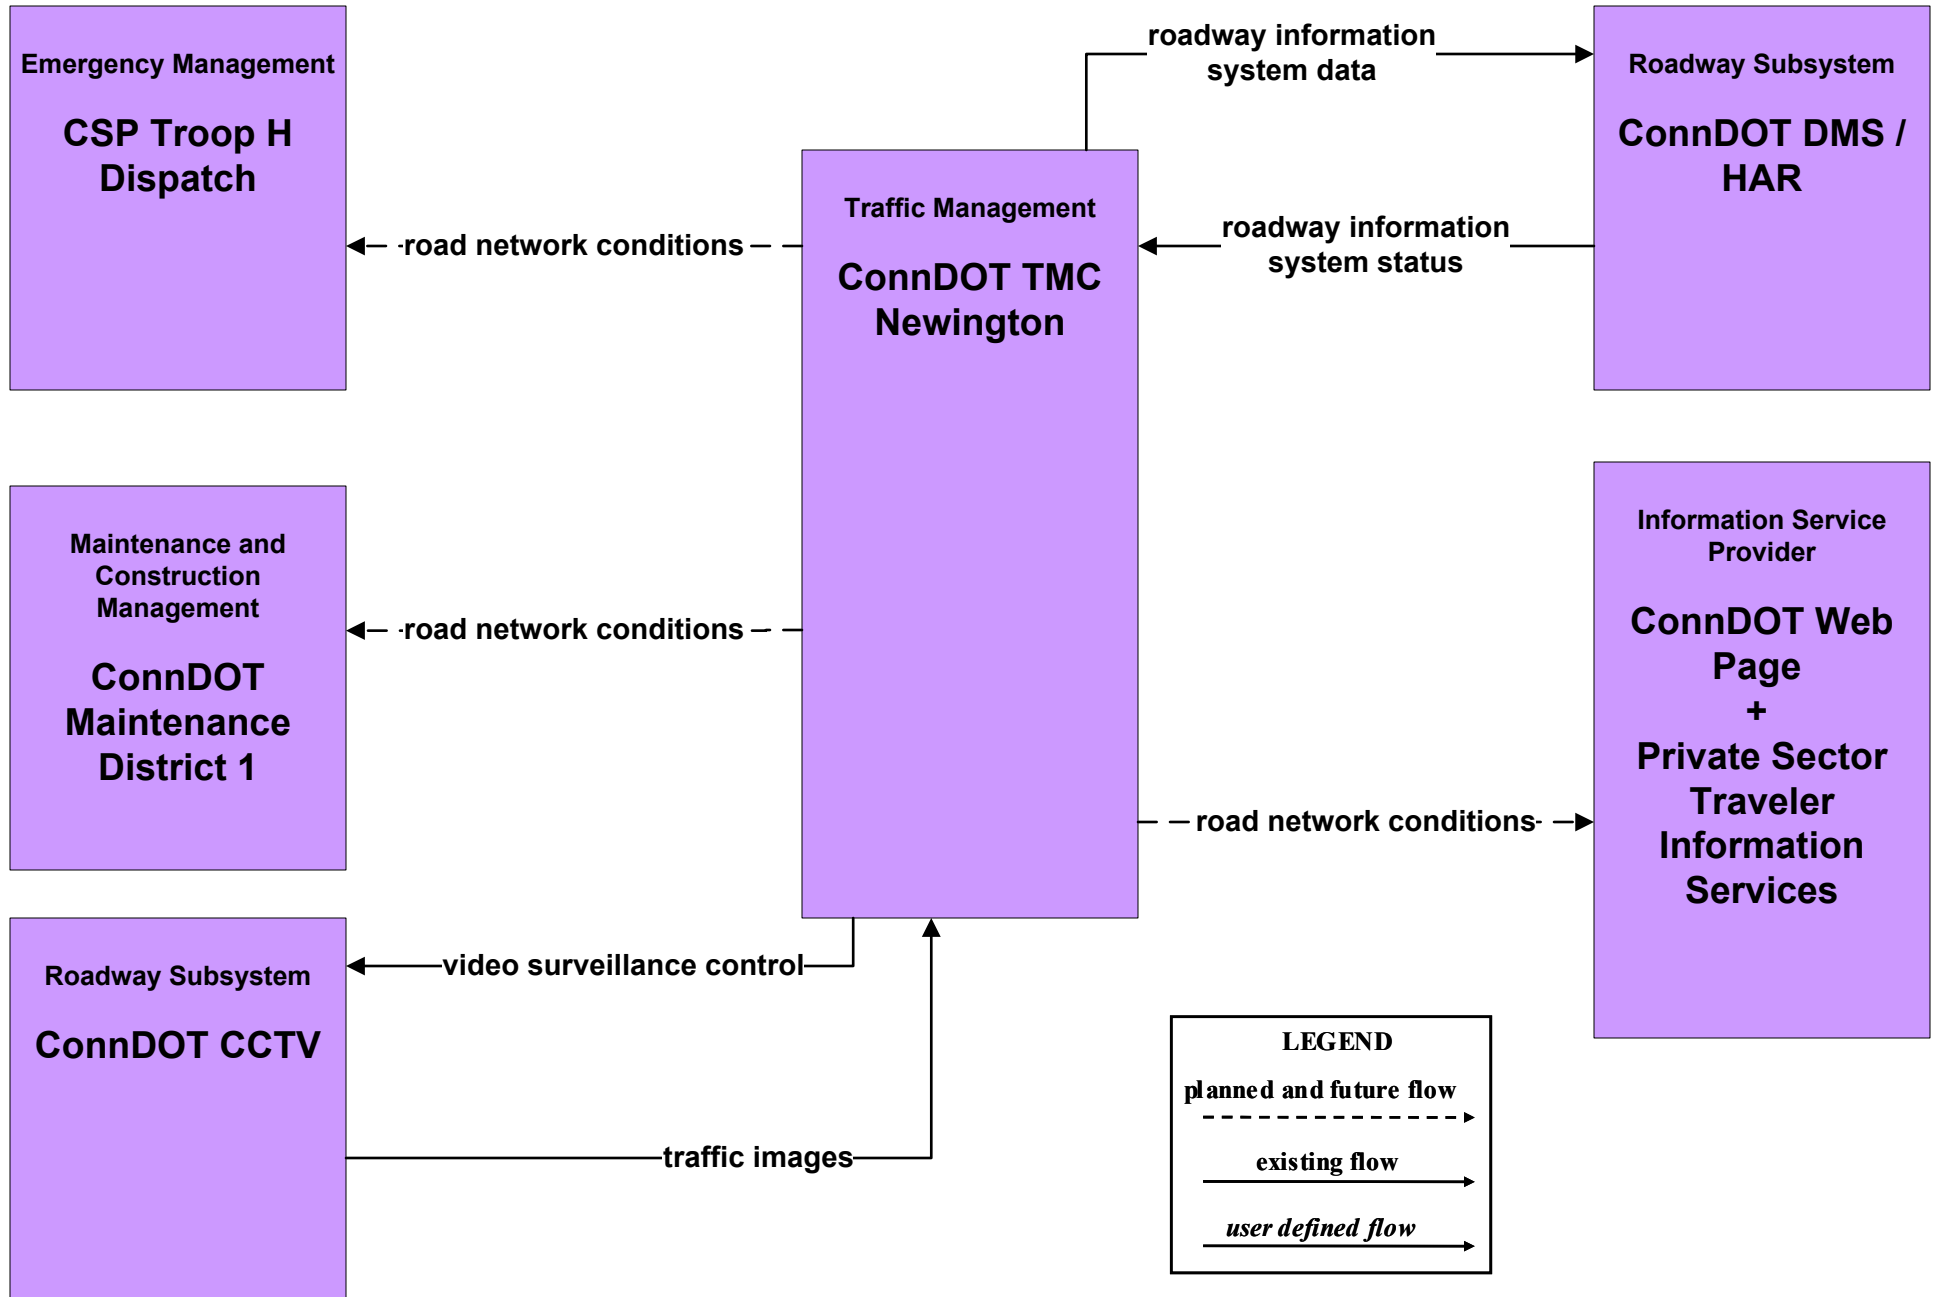 Emergency Management
CSP Troop H
Dispatch
roadway information
system data
Roadway Subsystem
ConnDOT DMS /
HAR
Traffic Management
ConnDOT TMC
Newington
road network conditions
roadway information
system status
Maintenance and
Construction
Management
ConnDOT
Maintenance
District 1
road network conditions
Information Service
Provider
ConnDOT Web
Page
+
Private Sector
Traveler
Information
Services
road network conditions
Roadway Subsystem
ConnDOT CCTV
video surveillance control
traffic images
LEGEND
planned and future flow
existing flow
user defined flow